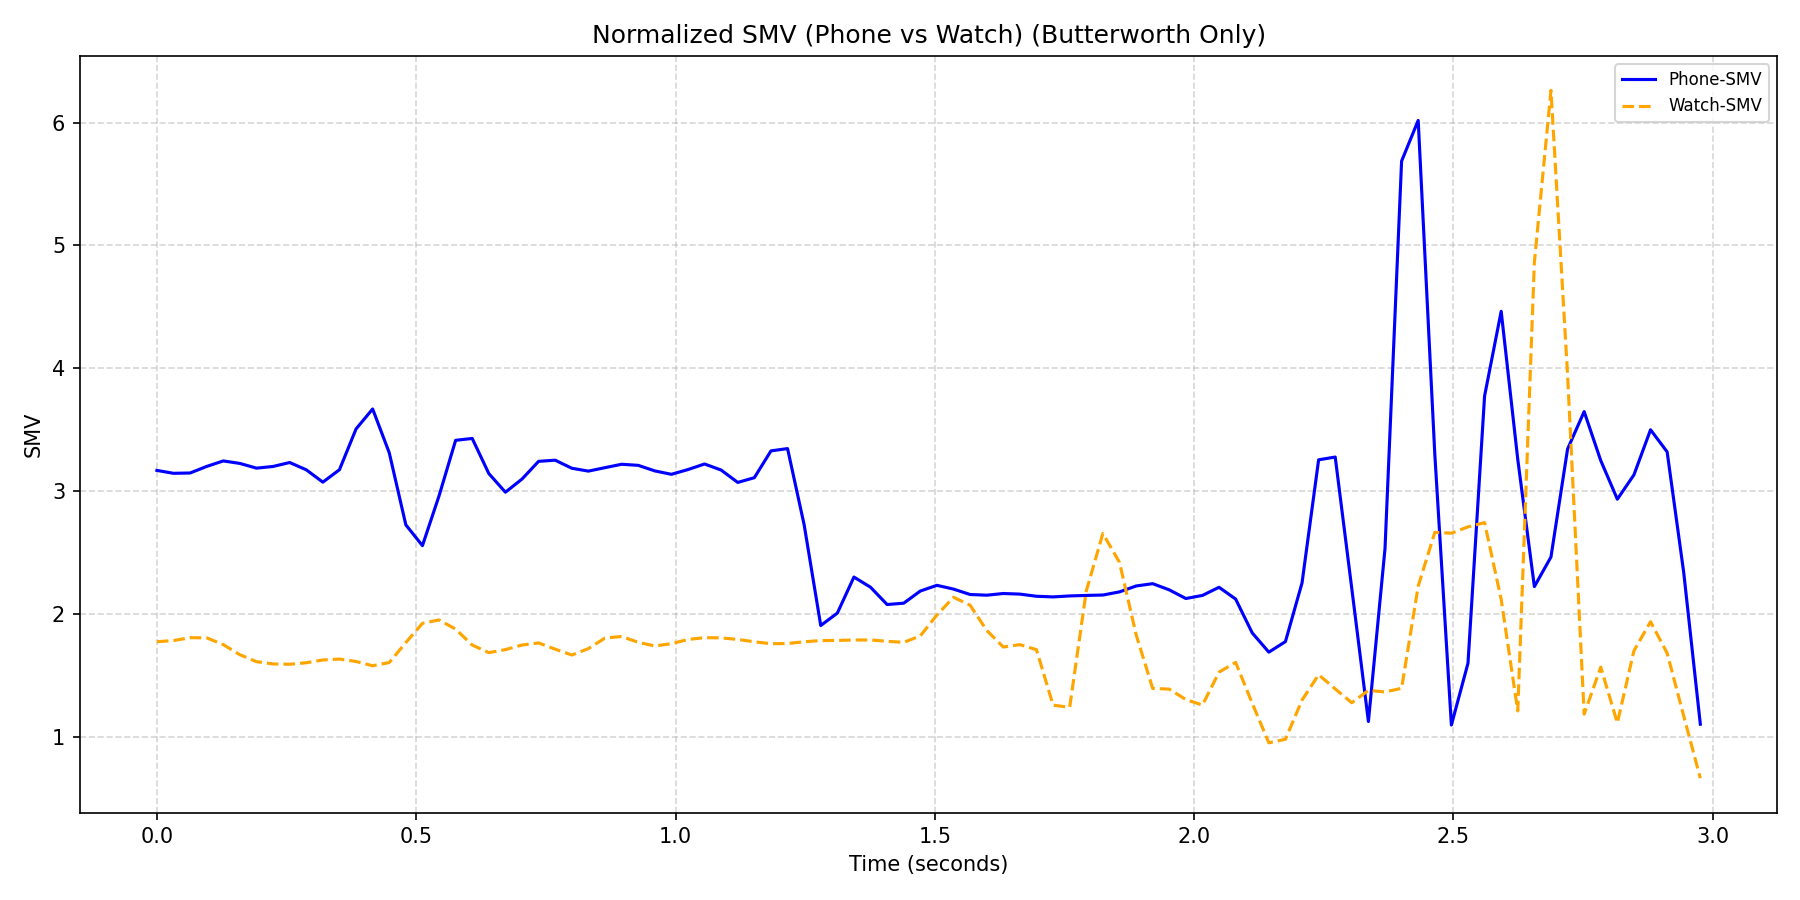 Normalized SMV (Phone vs Watch) (Butterworth Only)
Phone-SMV
Watch-SMV
6
5
4
3
2
1
SMV
0.0 0.5 1.0 1.5 2.0 2.5 3.0
Time (seconds)